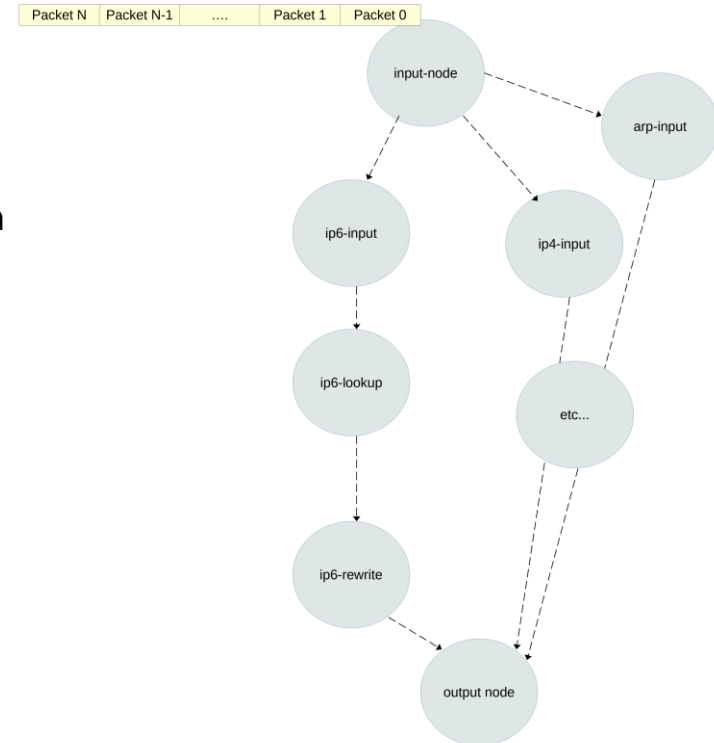 Packet N Packet N-1 .... Packet 1 Packet 0
input-node
arp-input
n
ip6-input
ip4-input
ip6-lookup
etc...
ip6-rewrite
output node